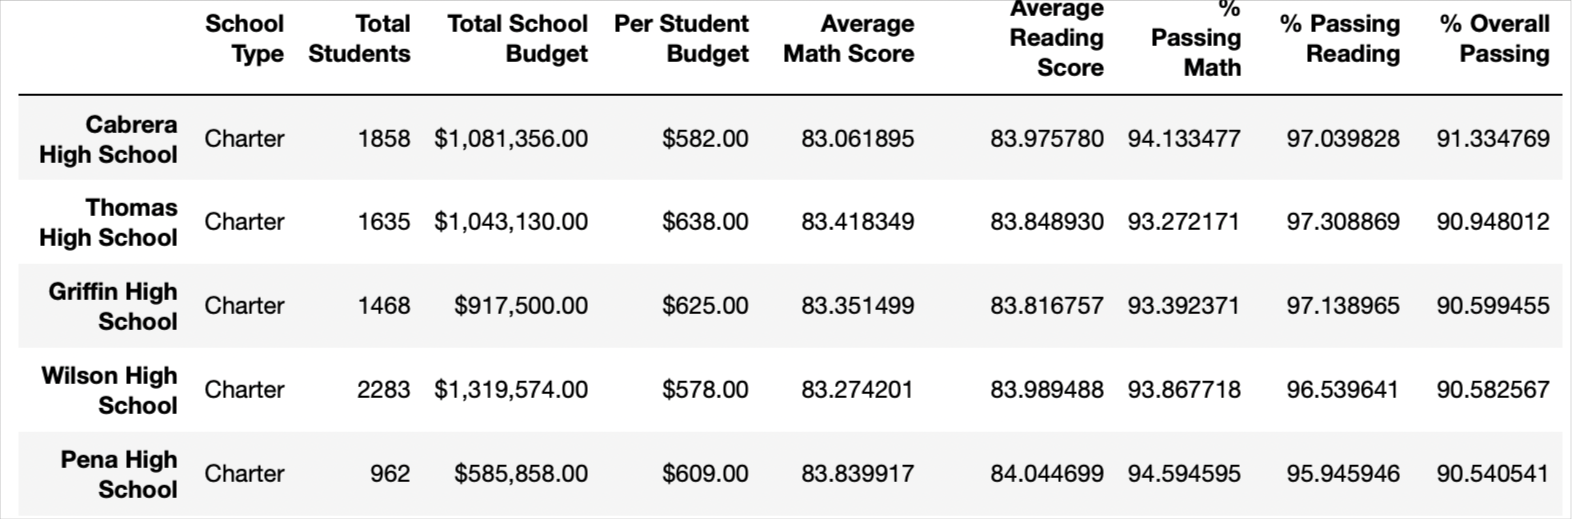 School Type Total Students Total School Budget Per Student Budget Average Math Score Average Reading Score % Passing Math % Passing Reading % Overall Passing
Cabrera High School Charter 1858 $1,081,356.00 $582.00 83.061895 83.975780 94.133477 97.039828 91.334769
Thomas High School Charter 1635 $1,043,130.00 $638.00 83.418349 83.848930 93.272171 97.308869 90.948012
Griffin High School Charter 1468 $917,500.00 $625.00 83.351499 83.816757 93.392371 97.138965 90.599455
Wilson High School Charter 2283 $1,319,574.00 $578.00 83.274201 83.989488 93.867718 96.539641 90.582567
Pena High School Charter 962 $585,858.00 $609.00 83.839917 84.044699 94.594595 95.945946 90.540541